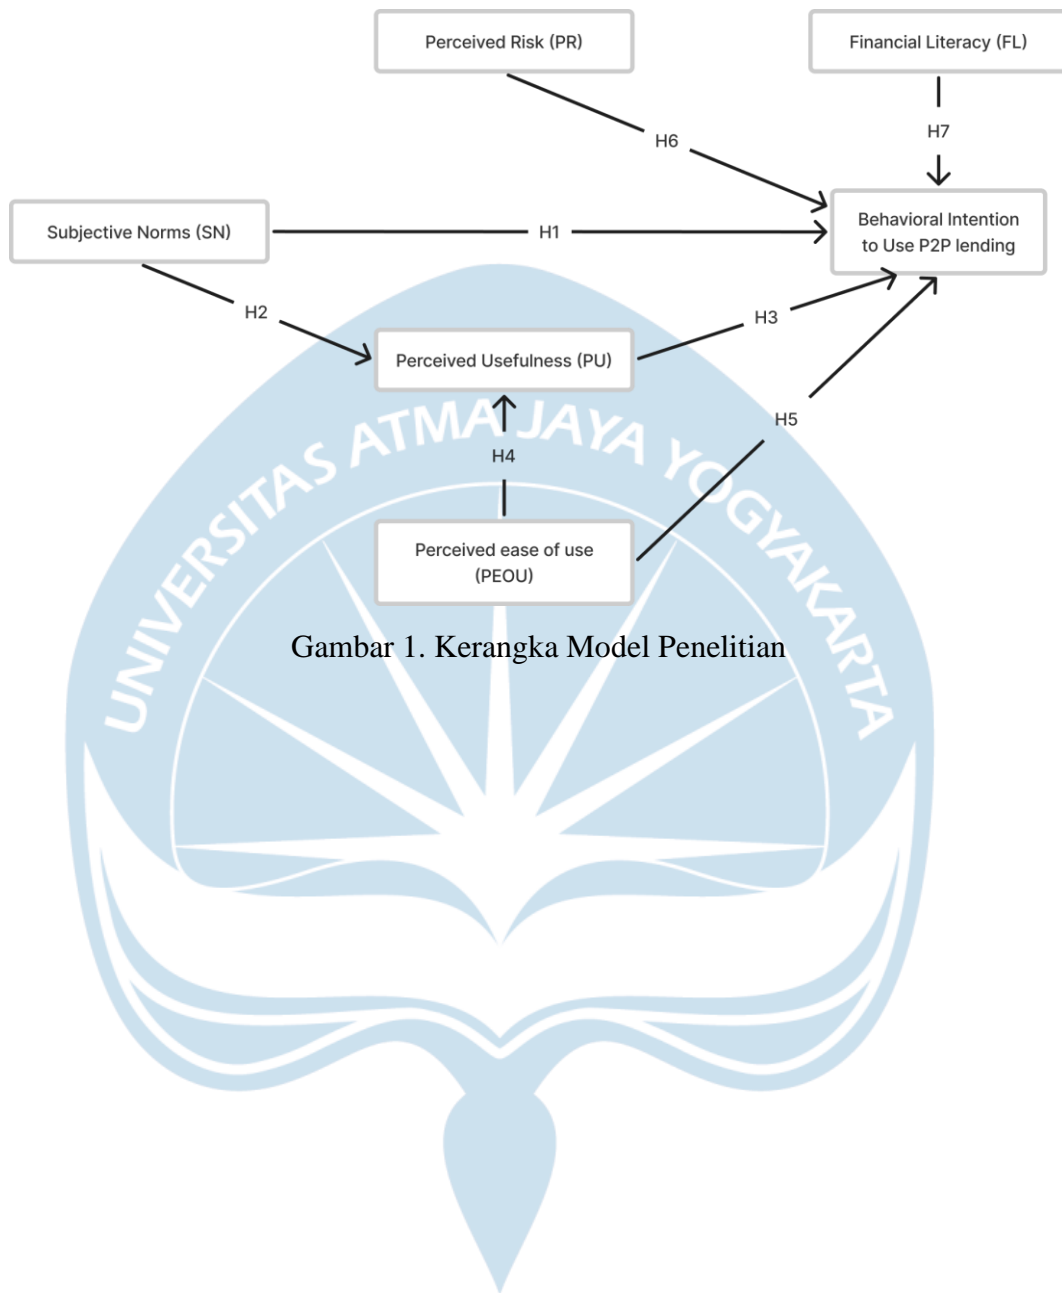 Perceived Risk (PR)
Financial Literacy (FL)
H6
H7
Subjective Norms (SN)
H1
Behavioral Intention
to Use P2P lending
H2
H3
Perceived Usefulness (PU)
H5
H4
Perceived ease of use
(PEOU)
UNIVERSITAS ATMA JAYA YOGYAKARTA
Gambar 1. Kerangka Model Penelitian